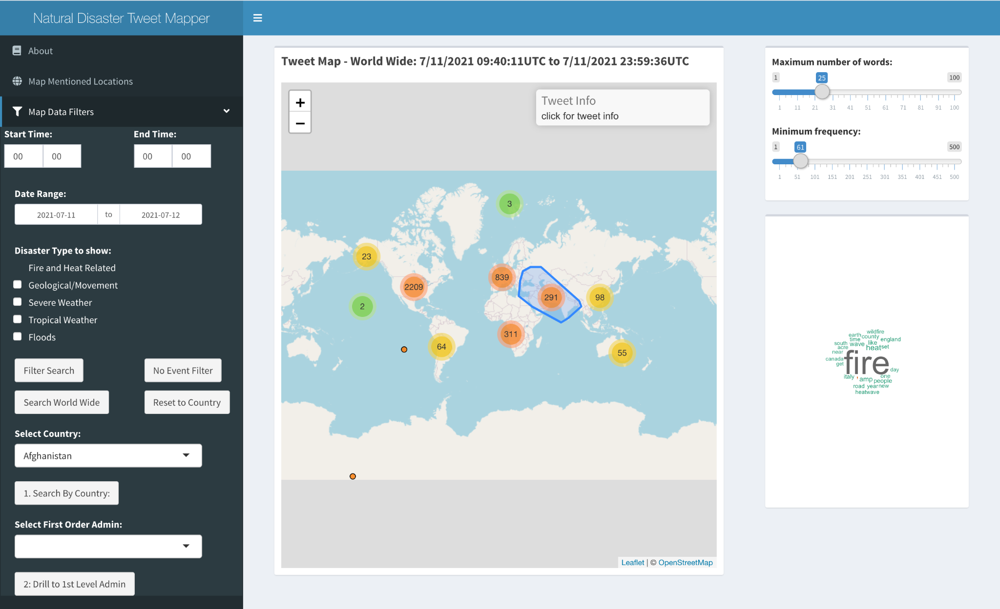 Natural Disaster Tweet Mapper
About
Map Mentioned Locations
Map Data Filters
Start Time:
End Time:
00 00
00 00
Date Range:
2021-07-11 to 2021-07-12
Disaster Type to show:
Fire and Heat Related
Geological/Movement
Severe Weather
Tropical Weather
Floods
Filter Search
No Event Filter
Search World Wide
Reset to Country
Select Country:
Afghanistan
1. Search By Country:
Select First Order Admin:
2: Drill to 1st Level Admin
Tweet Map - World Wide: 7/11/2021 09:40:11UTC to 7/11/2021 23:59:36UTC
+
−
Tweet Info
click for tweet info
3
23
839
2209
291
98
2
311
64
55
Leaflet | © OpenStreetMap
Maximum number of words:
1 25 100
1 11 21 31 41 51 61 71 81 91 100
Minimum frequency:
1 61 500
1 51 101 151 201 251 301 351 401 451 500
wildfire
earth county
time england
south wave like
acre heat set
near
canada fire
get day
italy , amp one
people
road year new
heatwave